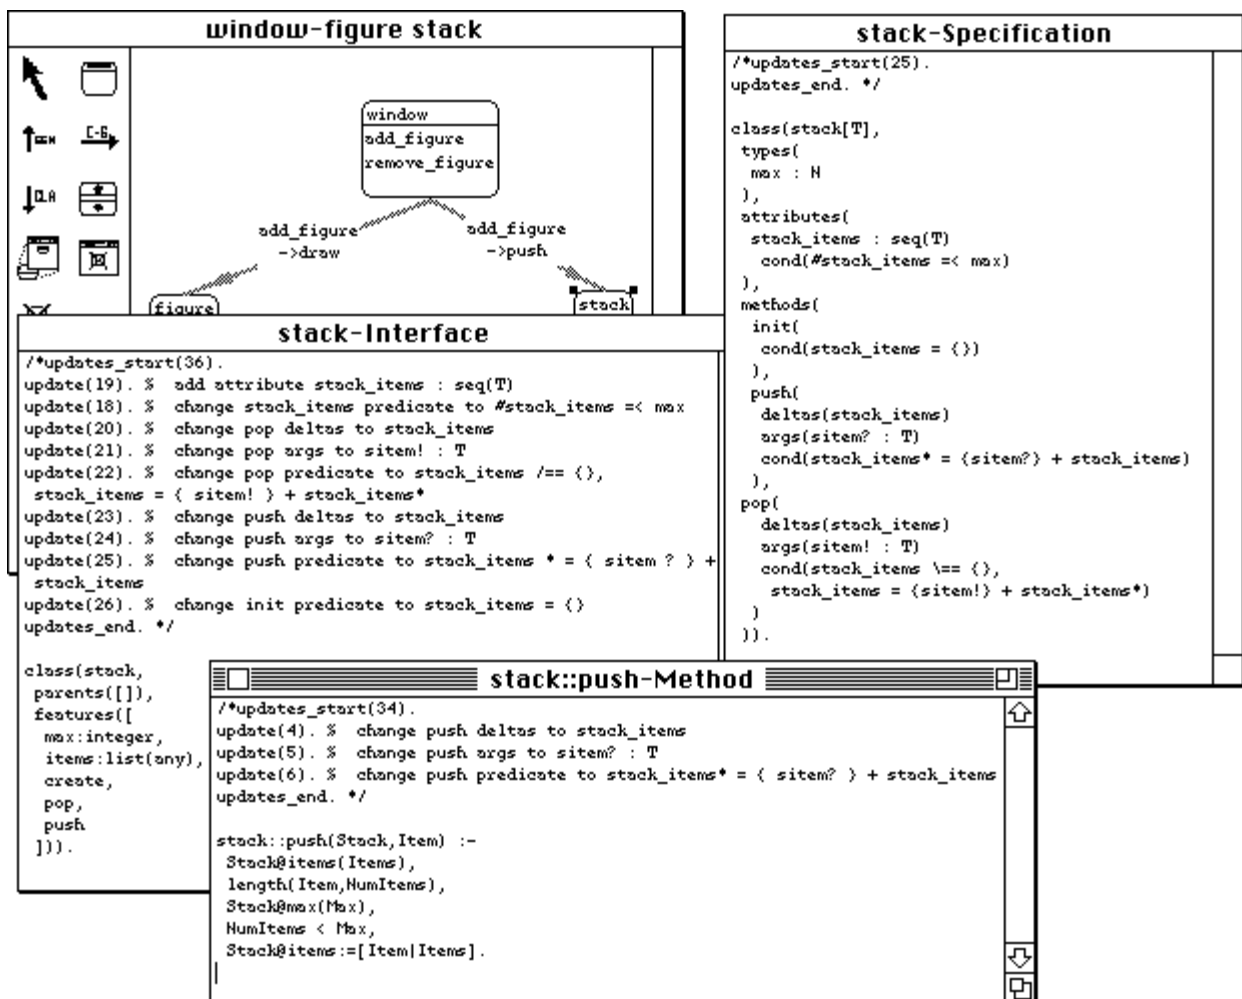 window-figure stack
GEN
C-S
CLA
window
add_figure
remove_figure
add_figure
->draw
add_figure
->push
figure
stack
stack-Specification
/*updates_start(25).
updates_end. */
class(stack[T],
types(
max : N
),
attributes(
stack_items : seq(T)
cond(#stack_items =< max)
),
methods(
init(
cond(stack_items = {})
),
push(
deltas(stack_items)
args(sitem? : T)
cond(stack_items* = {sitem?} + stack_items)
),
pop(
deltas(stack_items)
args(sitem! : T)
cond(stack_items \== {},
stack_items = {sitem!} + stack_items*)
)
)).
stack-Interface
/*updates_start(36).
update(19). %  add attribute stack_items : seq(T)
update(18). %  change stack_items predicate to #stack_items =< max
update(20). %  change pop deltas to stack_items
update(21). %  change pop args to sitem! : T
update(22). %  change pop predicate to stack_items /== {},
stack_items = { sitem! } + stack_items*
update(23). %  change push deltas to stack_items
update(24). %  change push args to sitem? : T
update(25). %  change push predicate to stack_items * = { sitem ? } +
stack_items
update(26). %  change init predicate to stack_items = {}
updates_end. */
class(stack,
parents([]),
features([
max:integer,
items:list(any),
create,
pop,
push
])).
stack::push-Method
/*updates_start(34).
update(4). %  change push deltas to stack_items
update(5). %  change push args to sitem? : T
update(6). %  change push predicate to stack_items* = { sitem? } + stack_items
updates_end. */
stack::push(Stack,Item) :-
Stack@items(Items),
length(Item,NumItems),
Stack@max(Max),
NumItems < Max,
Stack@items:=[Item|Items].